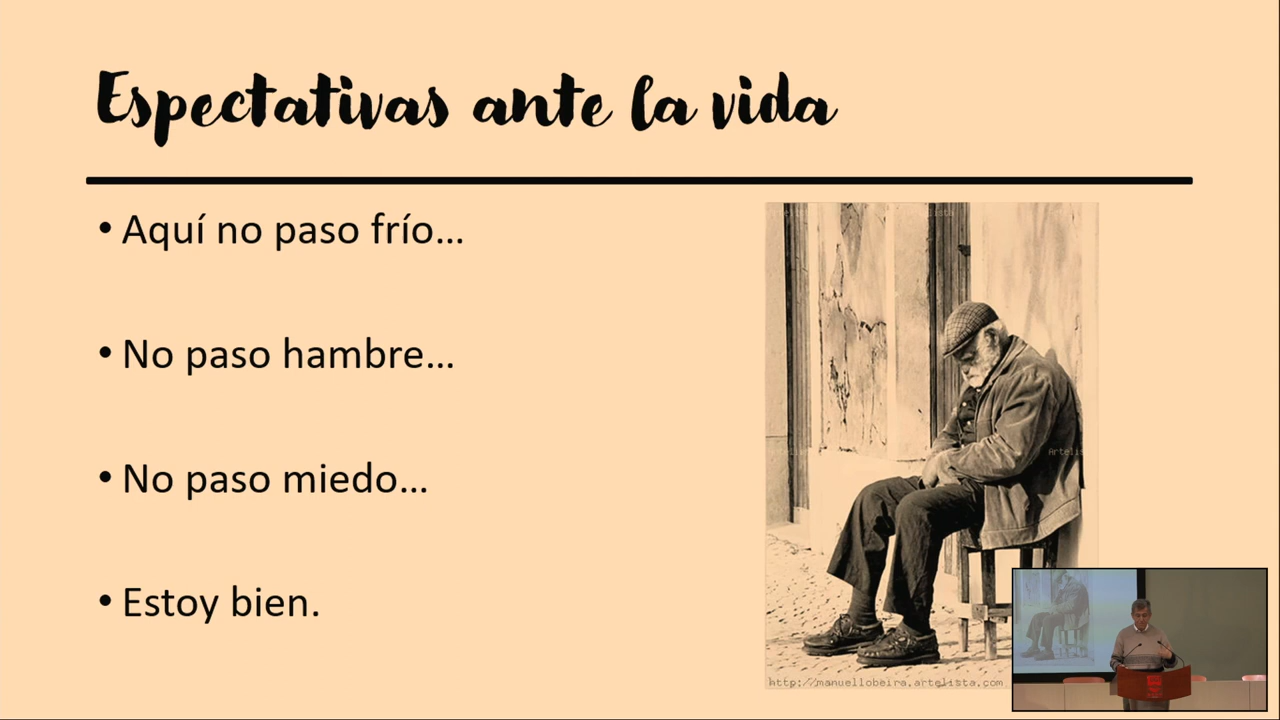 Espectativas ante la vida
• Aquí no paso frío...
• No paso hambre...
• No paso miedo...
• Estoy bien.
Artelis
http://manuellobeira.artelista.com